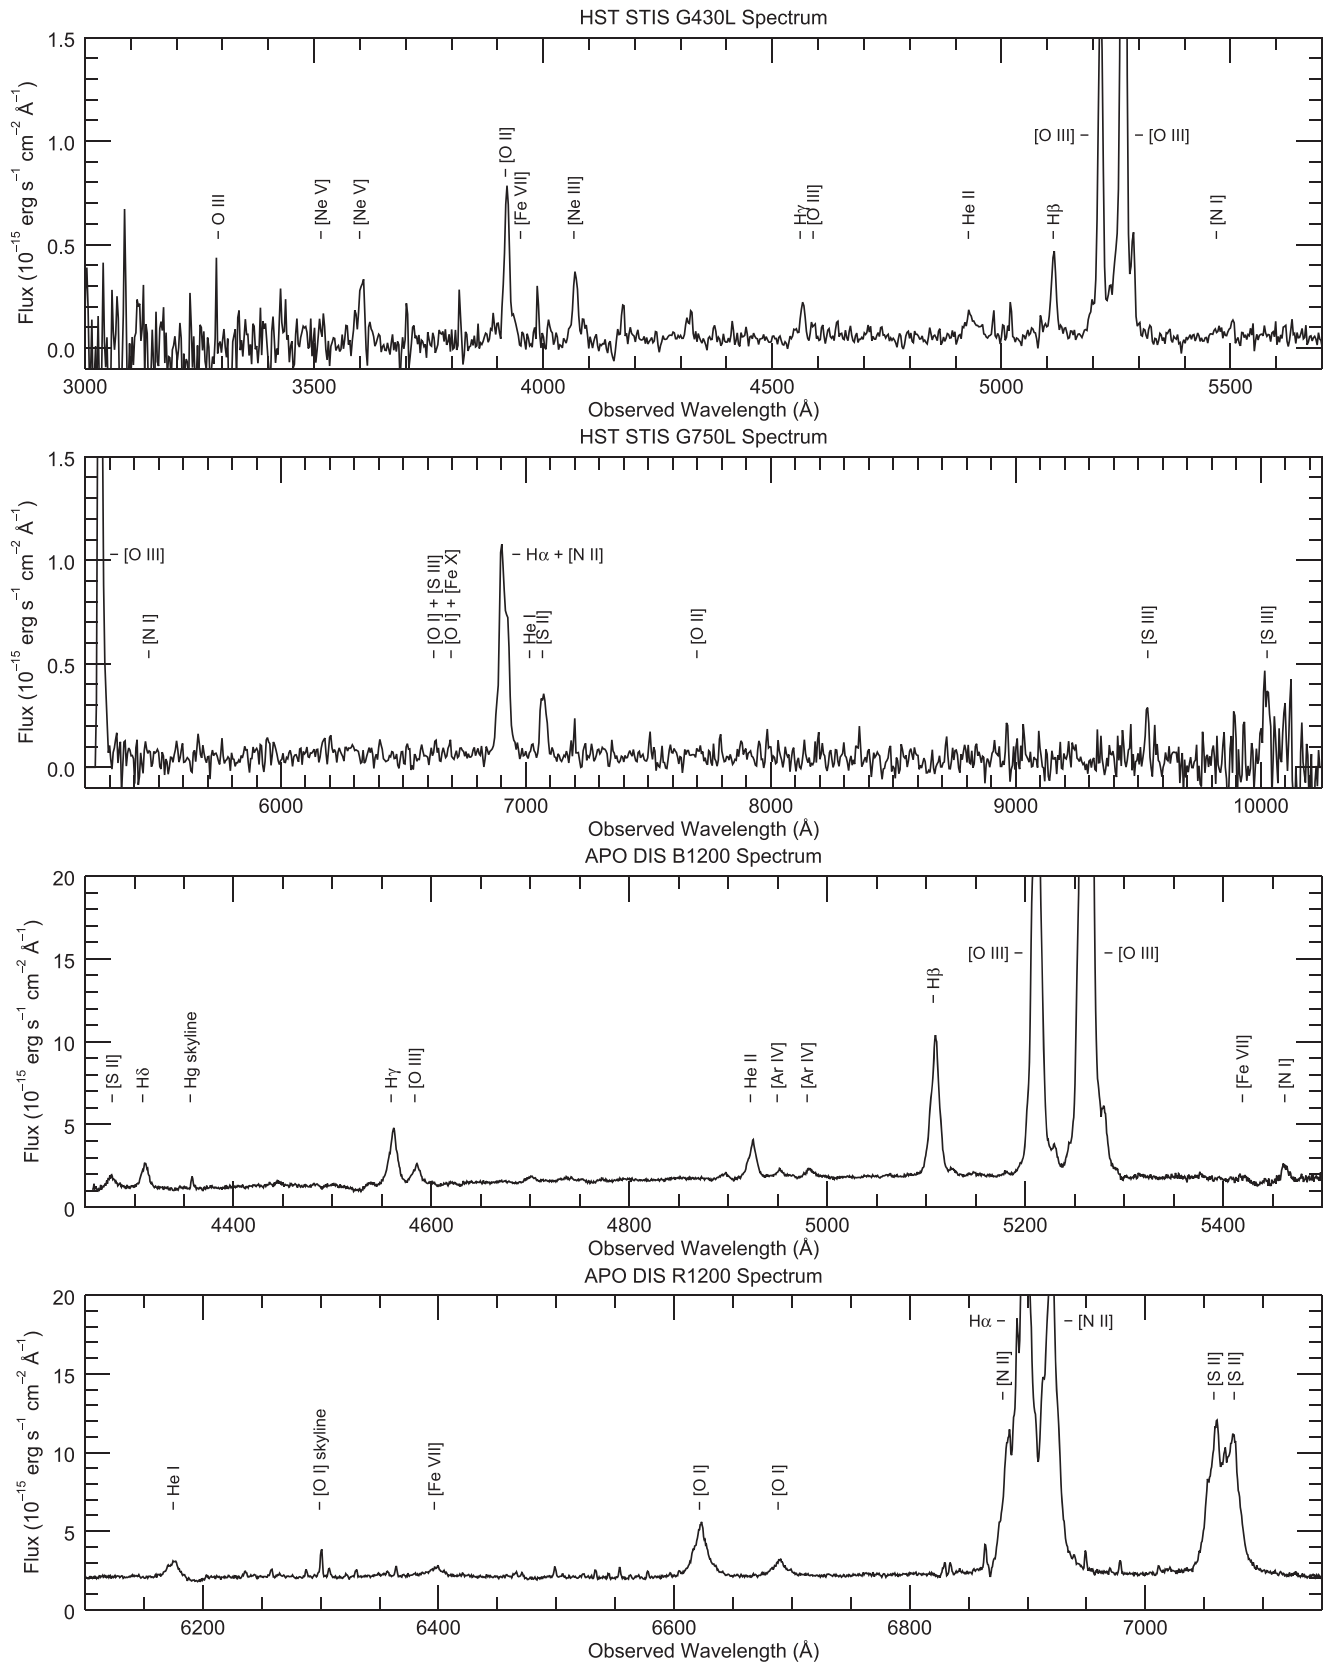 HST STIS G430L Spectrum
Flux (10⁻¹⁵ erg s⁻¹ cm⁻² Å⁻¹)
1.5
1.0
0.5
0.0
O III
[Ne V]
[Ne V]
[O II]
[Fe VII]
[Ne III]
Hγ
[O III]
He II
Hβ
[O III]
[O III]
[N I]
3000 3500 4000 4500 5000 5500
Observed Wavelength (Å)
HST STIS G750L Spectrum
Flux (10⁻¹⁵ erg s⁻¹ cm⁻² Å⁻¹)
1.5
1.0
0.5
0.0
[O III]
[N I]
[O I] + [S III]
[O I] + [Fe X]
Hα + [N II]
He I
[S II]
[O II]
[S III]
[S III]
6000 7000 8000 9000 10000
Observed Wavelength (Å)
APO DIS B1200 Spectrum
Flux (10⁻¹⁵ erg s⁻¹ cm⁻² Å⁻¹)
20
15
10
5
0
[S II]
Hδ
Hg skyline
Hγ
[O III]
He II
[Ar IV]
[Ar IV]
Hβ
[O III]
[O III]
[Fe VII]
[N I]
4400 4600 4800 5000 5200 5400
Observed Wavelength (Å)
APO DIS R1200 Spectrum
Flux (10⁻¹⁵ erg s⁻¹ cm⁻² Å⁻¹)
20
15
10
5
0
He I
[O I] skyline
[Fe VII]
[O I]
[O I]
Hα
[N II]
[N II]
[S II]
[S II]
6200 6400 6600 6800 7000
Observed Wavelength (Å)